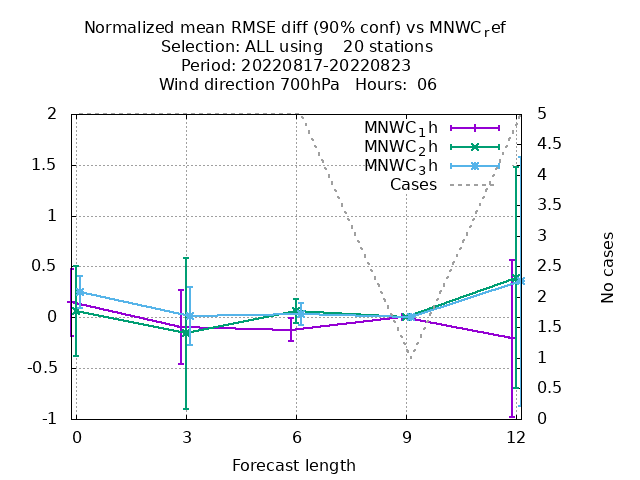 Normalized mean RMSE diff (90% conf) vs MNWC_ref
Selection: ALL using    20 stations
Period: 20220817-20220823
Wind direction 700hPa   Hours:  06
MNWC_1h
MNWC_2h
MNWC_3h
Cases
2
1.5
1
0.5
0
-0.5
-1
5
4.5
4
3.5
3
2.5
2
1.5
1
0.5
0
No cases
0 3 6 9 12
Forecast length